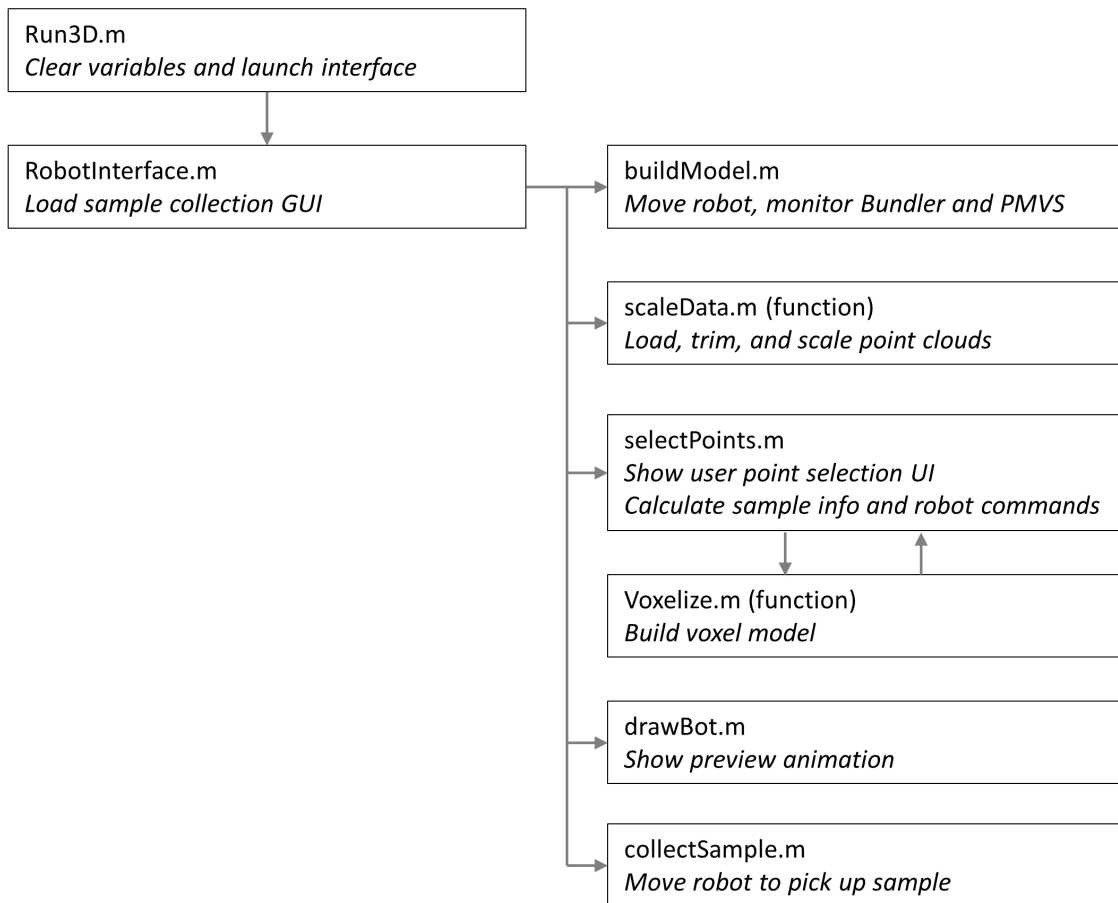 Run3D.m
Clear variables and launch interface
RobotInterface.m
Load sample collection GUI
buildModel.m
Move robot, monitor Bundler and PMVS
scaleData.m (function)
Load, trim, and scale point clouds
selectPoints.m
Show user point selection UI
Calculate sample info and robot commands
Voxelize.m (function)
Build voxel model
drawBot.m
Show preview animation
collectSample.m
Move robot to pick up sample